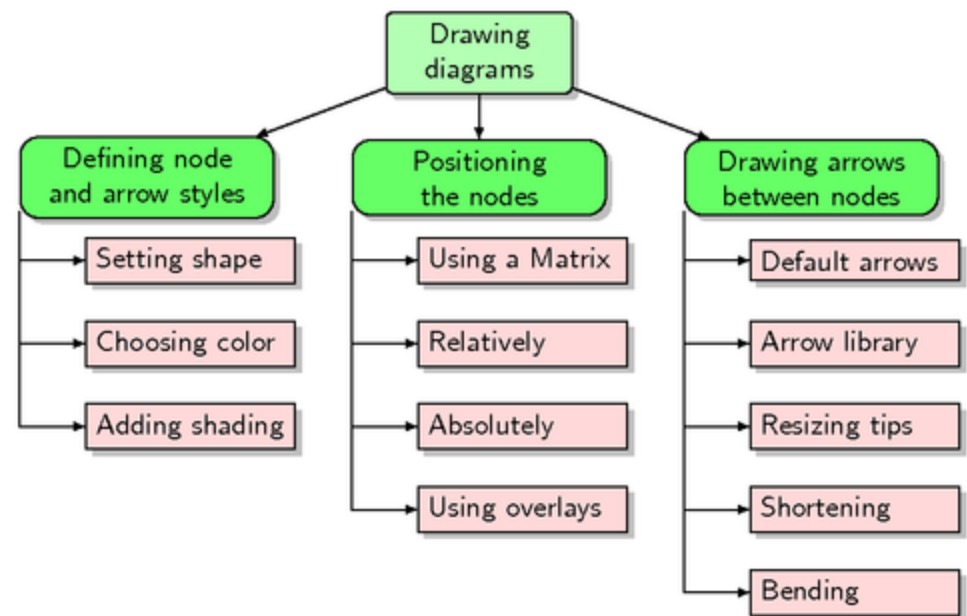 Drawing
diagrams
Defining node
and arrow styles
Setting shape
Choosing color
Adding shading
Positioning
the nodes
Using a Matrix
Relatively
Absolutely
Using overlays
Drawing arrows
between nodes
Default arrows
Arrow library
Resizing tips
Shortening
Bending